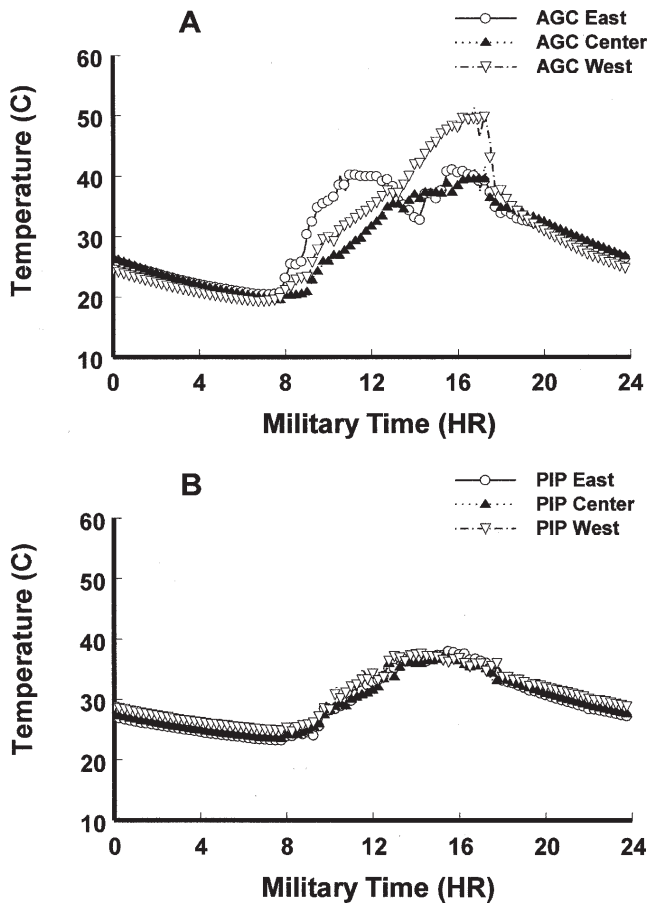 A
AGC East
AGC Center
AGC West
60
50
40
30
20
10
Temperature (C)
0 4 8 12 16 20 24
Military Time (HR)
B
PIP East
PIP Center
PIP West
60
50
40
30
20
10
Temperature (C)
0 4 8 12 16 20 24
Military Time (HR)